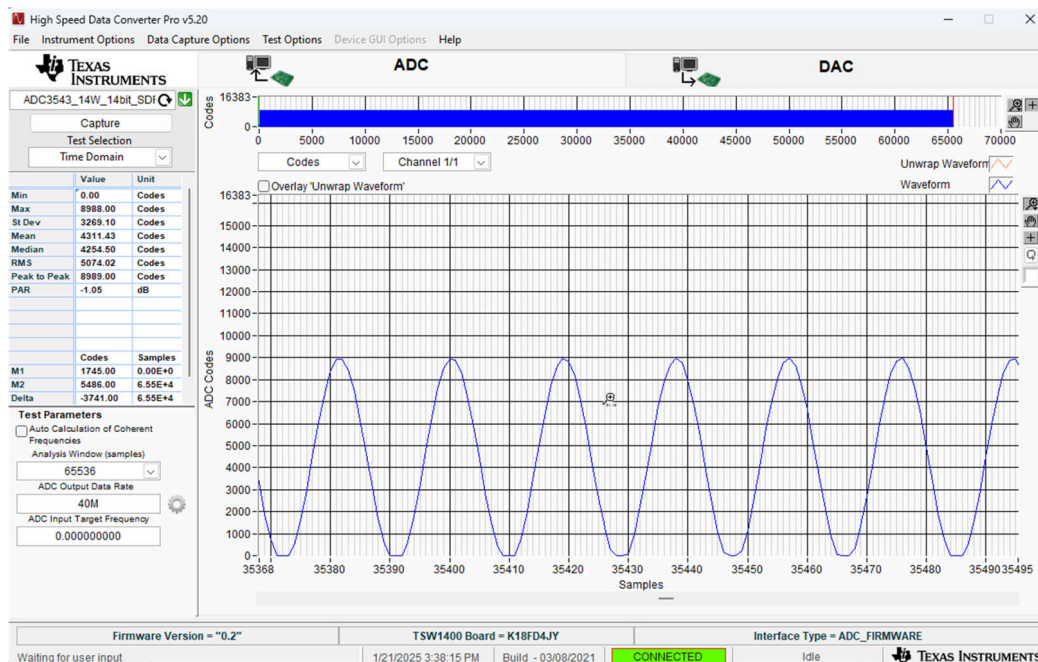 High Speed Data Converter Pro v5.20
File Instrument Options Data Capture Options Test Options Device GUI Options Help
TEXAS
INSTRUMENTS
ADC
DAC
ADC3543_14W_14bit_SDR
Capture
Test Selection
Time Domain
Value Unit
Min 0.00 Codes
Max 8988.00 Codes
St Dev 3269.10 Codes
Mean 4311.43 Codes
Median 4254.50 Codes
RMS 5074.02 Codes
Peak to Peak 8989.00 Codes
PAR -1.05 dB
Codes Samples
M1 1745.00 0.00E+0
M2 5486.00 6.55E+4
Delta -3741.00 6.55E+4
Test Parameters
Auto Calculation of Coherent
Frequencies
Analysis Window (samples)
65536
ADC Output Data Rate
40M
ADC Input Target Frequency
0.000000000
Codes
16383
0
0 5000 10000 15000 20000 25000 30000 35000 40000 45000 50000 55000 60000 65000 70000
Codes
Channel 1/1
Unwrap Waveform
Waveform
Overlay 'Unwrap Waveform'
ADC Codes
16383
15000
14000
13000
12000
11000
10000
9000
8000
7000
6000
5000
4000
3000
2000
1000
0
35368 35380 35390 35400 35410 35420 35430 35440 35450 35460 35470 35480 35490 35495
Samples
Firmware Version = "0.2"
TSW1400 Board = K18FD4JY
Interface Type = ADC_FIRMWARE
Waiting for user input
1/21/2025 3:38:15 PM
Build - 03/08/2021
CONNECTED
Idle
TEXAS INSTRUMENTS